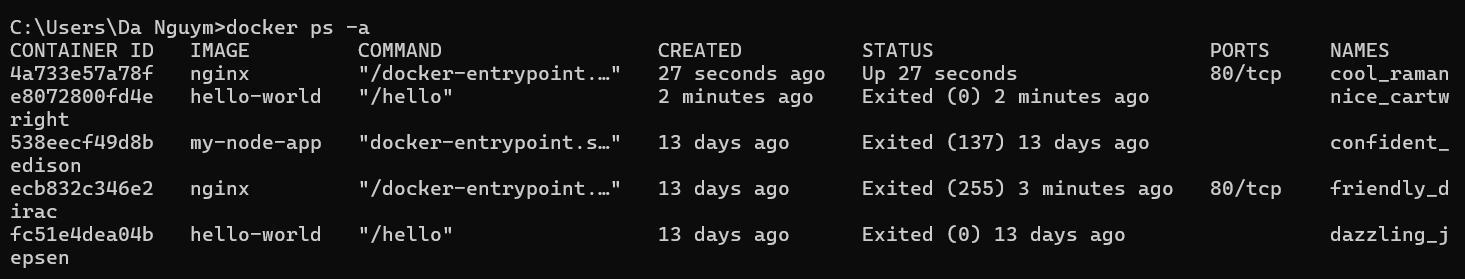 C:\Users\Da Nguym>docker ps -a
CONTAINER ID   IMAGE         COMMAND                  CREATED          STATUS                       PORTS     NAMES
4a733e57a78f   nginx         "/docker-entrypoint.…"   27 seconds ago   Up 27 seconds                80/tcp    cool_raman
e8072800fd4e   hello-world   "/hello"                 2 minutes ago    Exited (0) 2 minutes ago               nice_cartw
right
538eecf49d8b   my-node-app   "docker-entrypoint.s…"   13 days ago      Exited (137) 13 days ago               confident_
edison
ecb832c346e2   nginx         "/docker-entrypoint.…"   13 days ago      Exited (255) 3 minutes ago   80/tcp    friendly_d
irac
fc51e4dea04b   hello-world   "/hello"                 13 days ago      Exited (0) 13 days ago                 dazzling_j
epsen